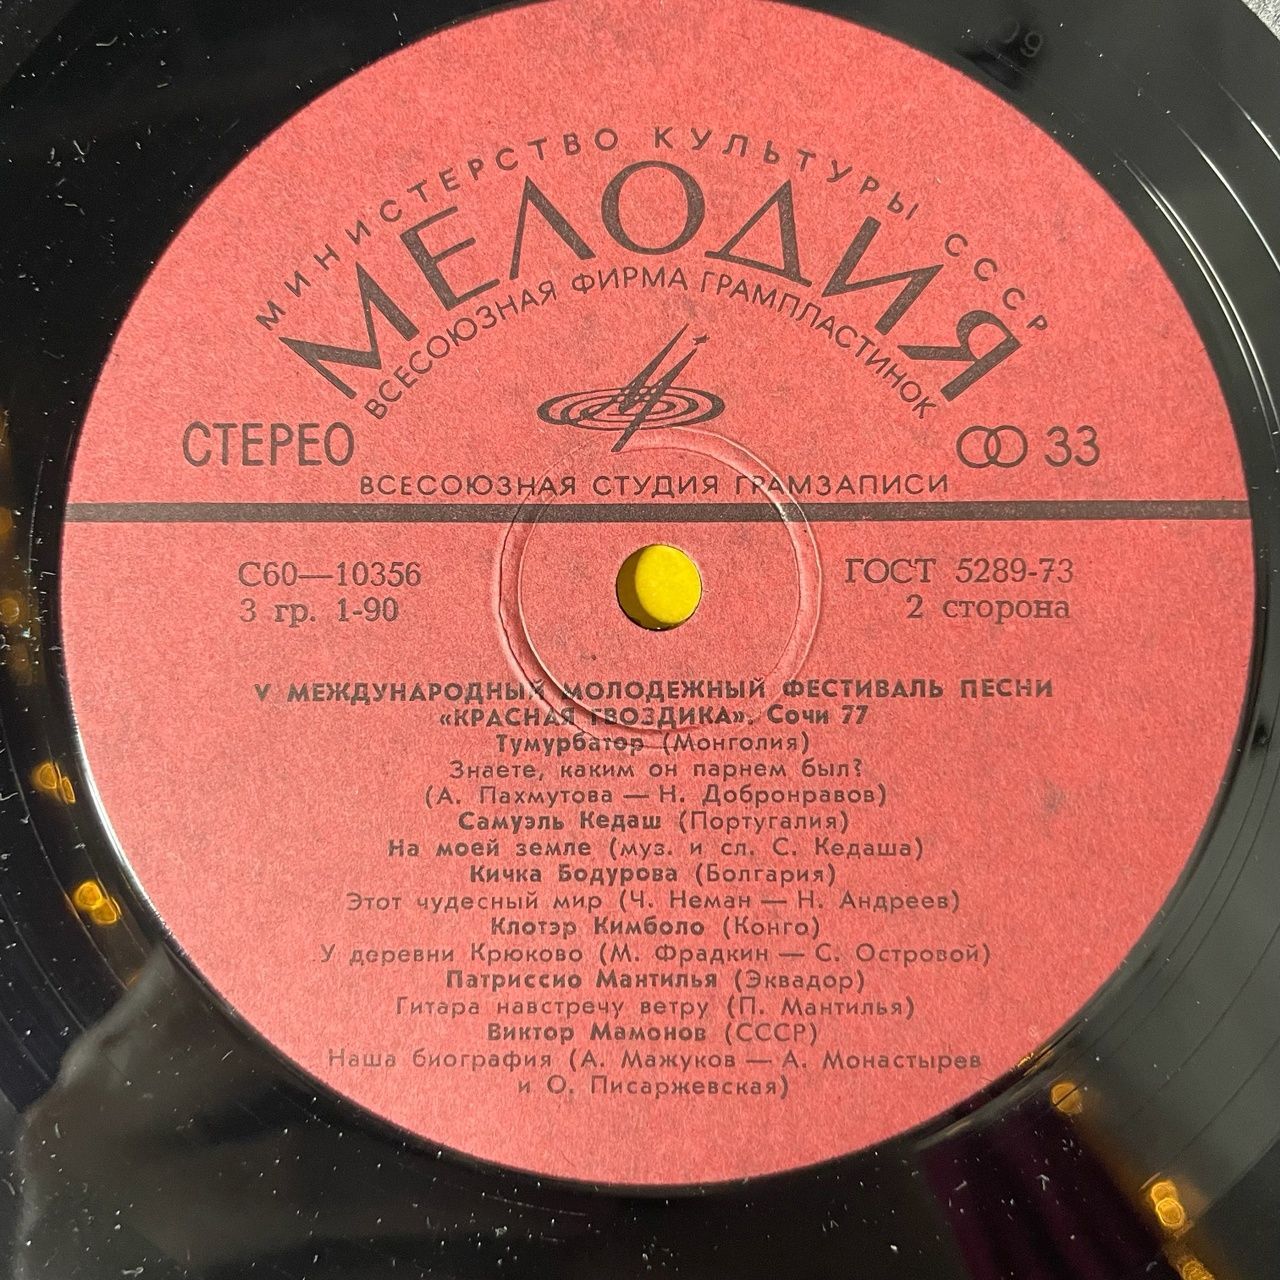 МИНИСТЕРСТВО КУЛЬТУРЫ СССР
МЕЛОДИЯ
ВСЕСОЮЗНАЯ ФИРМА ГРАМПЛАСТИНОК
СТЕРЕО
33
ВСЕСОЮЗНАЯ СТУДИЯ ГРАМЗАПИСИ
С60—10356
ГОСТ 5289-73
3 гр. 1-90
2 сторона
V МЕЖДУНАРОДНЫЙ МОЛОДЕЖНЫЙ ФЕСТИВАЛЬ ПЕСНИ
«КРАСНАЯ ГВОЗДИКА». Сочи 77
Тумурбатор (Монголия)
Знаете, каким он парнем был?
(А. Пахмутова — Н. Добронравов)
Самуэль Кедаш (Португалия)
На моей земле (муз. и сл. С. Кедаша)
Кичка Бодурова (Болгария)
Этот чудесный мир (Ч. Неман — Н. Андреев)
Клотэр Кимболо (Конго)
У деревни Крюково (М. Фрадкин — С. Островой)
Патриссио Мантилья (Эквадор)
Гитара навстречу ветру (П. Мантилья)
Виктор Мамонов (СССР)
Наша биография (А. Мажуков — А. Монастырев
и О. Писаржевская)